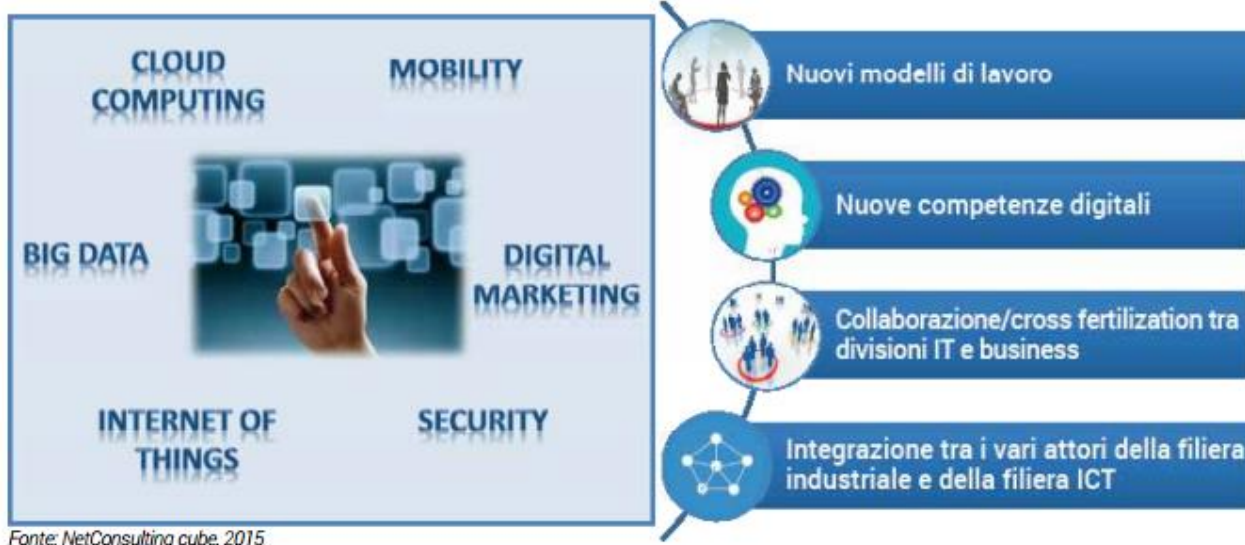 CLOUD
COMPUTING
MOBILITY
BIG DATA
DIGITAL
MARKETING
INTERNET OF
THINGS
SECURITY
Nuovi modelli di lavoro
Nuove competenze digitali
Collaborazione/cross fertilization tra
divisioni IT e business
Integrazione tra i vari attori della filiera
industriale e della filiera ICT
Fonte: NetConsulting cube, 2015